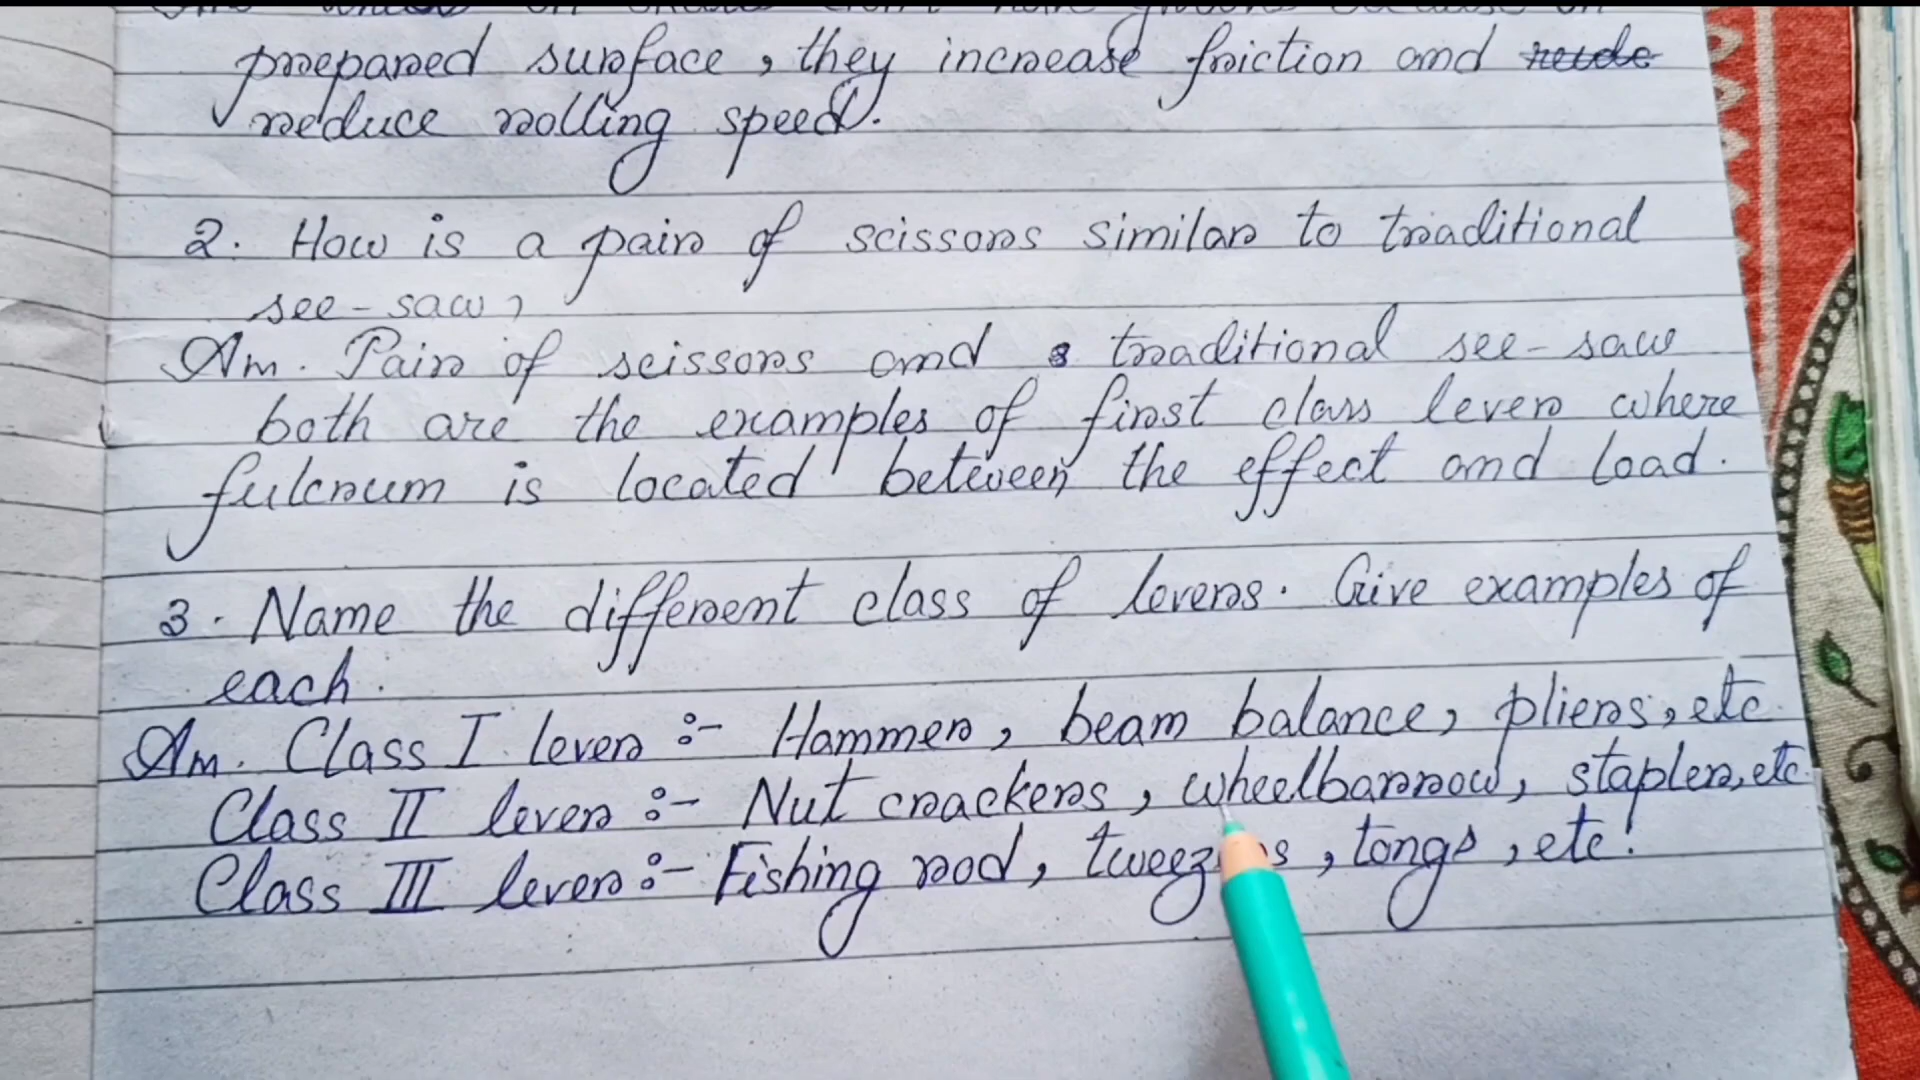 prepared surface, they increase friction and
reduce rolling speed.
2. How is a pair of scissors similar to traditional
see-saw?
Ans. Pair of scissors and traditional see-saw
both are the examples of first class lever where
fulcrum is located between the effect and load.
3. Name the different class of levers. Give examples of
each.
Ans. Class I lever :- Hammer, beam balance, pliers, etc.
Class II lever :- Nut crackers, wheelbarrow, stapler, etc.
Class III lever :- Fishing rod, tweezers, tongs, etc.